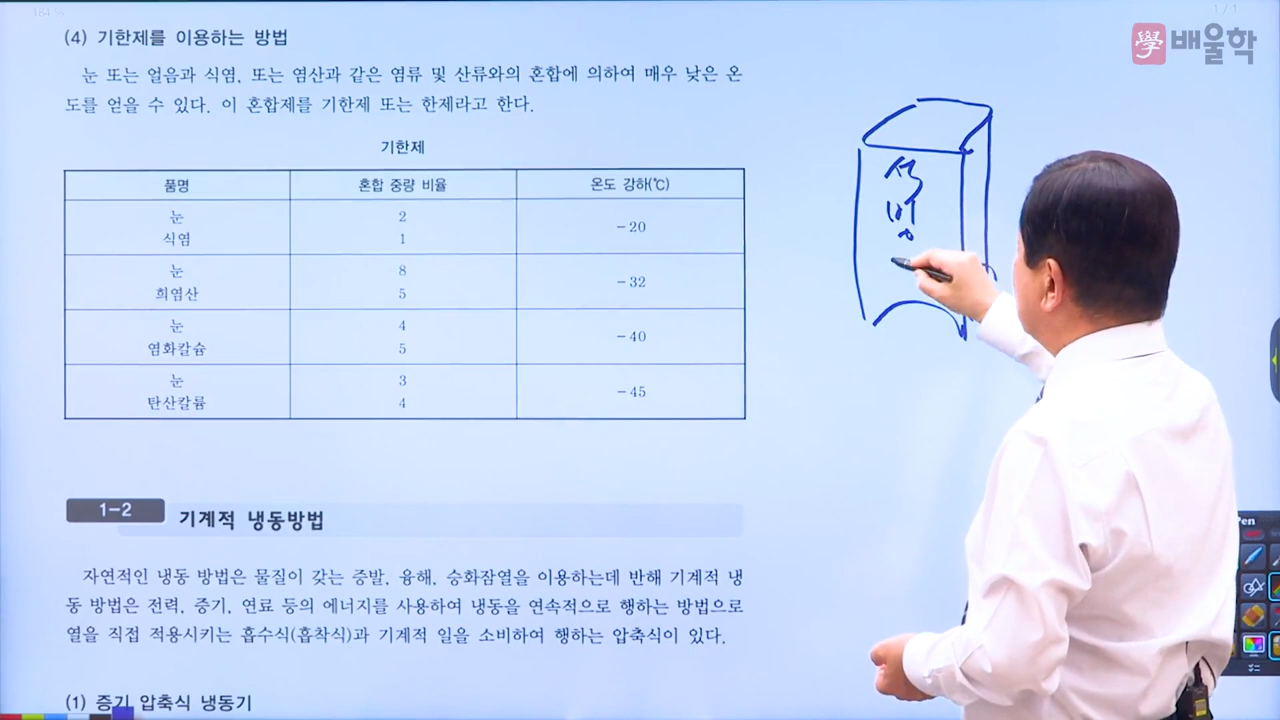 184 %
1 / 1
學 배울학
(4) 기한제를 이용하는 방법
눈 또는 얼음과 식염, 또는 염산과 같은 염류 및 산류와의 혼합에 의하여 매우 낮은 온
도를 얻을 수 있다. 이 혼합제를 기한제 또는 한제라고 한다.
기한제
품명 혼합 중량 비율 온도 강하(℃)
눈 2
식염 1
-20
눈 8
희염산 5
-32
눈 4
염화칼슘 5
-40
눈 3
탄산칼륨 4
-45
1-2 기계적 냉동방법
자연적인 냉동 방법은 물질이 갖는 증발, 융해, 승화잠열을 이용하는데 반해 기계적 냉
동 방법은 전력, 증기, 연료 등의 에너지를 사용하여 냉동을 연속적으로 행하는 방법으로
열을 직접 적용시키는 흡수식(흡착식)과 기계적 일을 소비하여 행하는 압축식이 있다.
(1) 증기 압축식 냉동기
석
빙
Pen